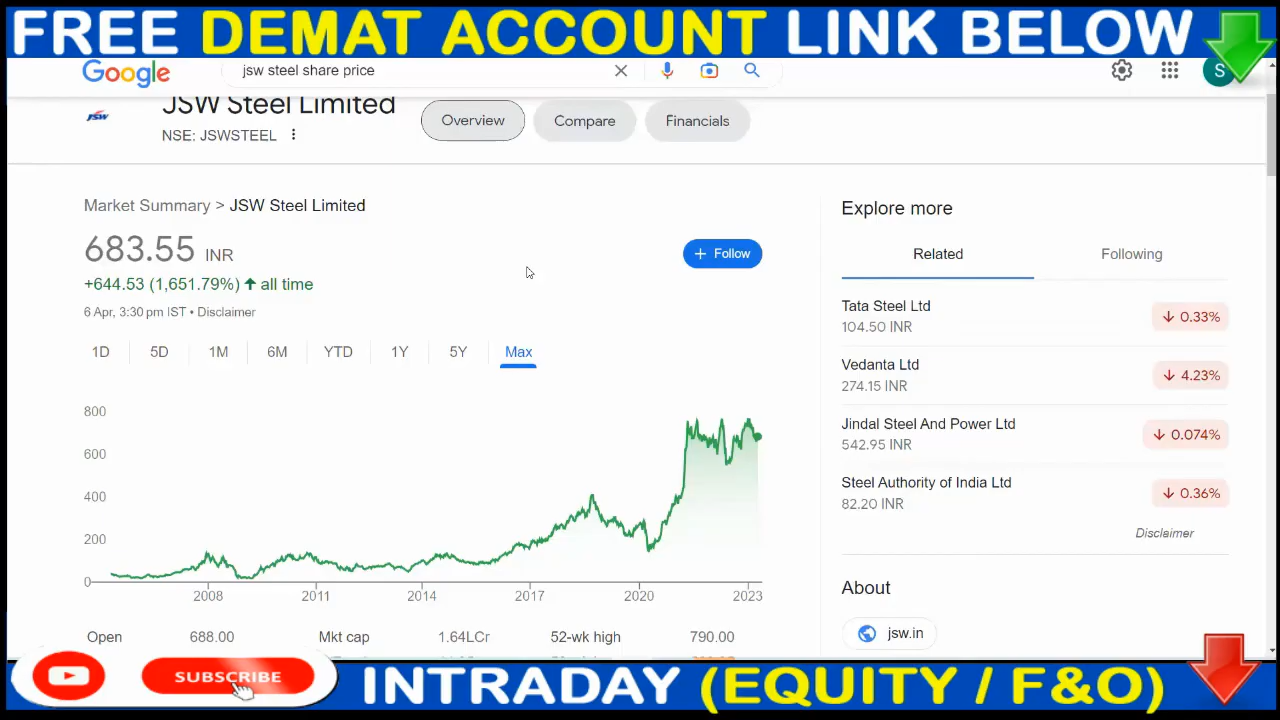 FREE DEMAT ACCOUNT LINK BELOW
Google
jsw steel share price
S
JSW
JSW Steel Limited
NSE: JSWSTEEL
Overview
Compare
Financials
Market Summary > JSW Steel Limited
683.55 INR
+ Follow
+644.53 (1,651.79%) ↑ all time
6 Apr, 3:30 pm IST • Disclaimer
1D 5D 1M 6M YTD 1Y 5Y Max
800
600
400
200
0
2008 2011 2014 2017 2020 2023
Open 688.00 Mkt cap 1.64LCr 52-wk high 790.00
Explore more
Related Following
Tata Steel Ltd
104.50 INR
↓ 0.33%
Vedanta Ltd
274.15 INR
↓ 4.23%
Jindal Steel And Power Ltd
542.95 INR
↓ 0.074%
Steel Authority of India Ltd
82.20 INR
↓ 0.36%
Disclaimer
About
jsw.in
SUBSCRIBE
INTRADAY (EQUITY / F&O)